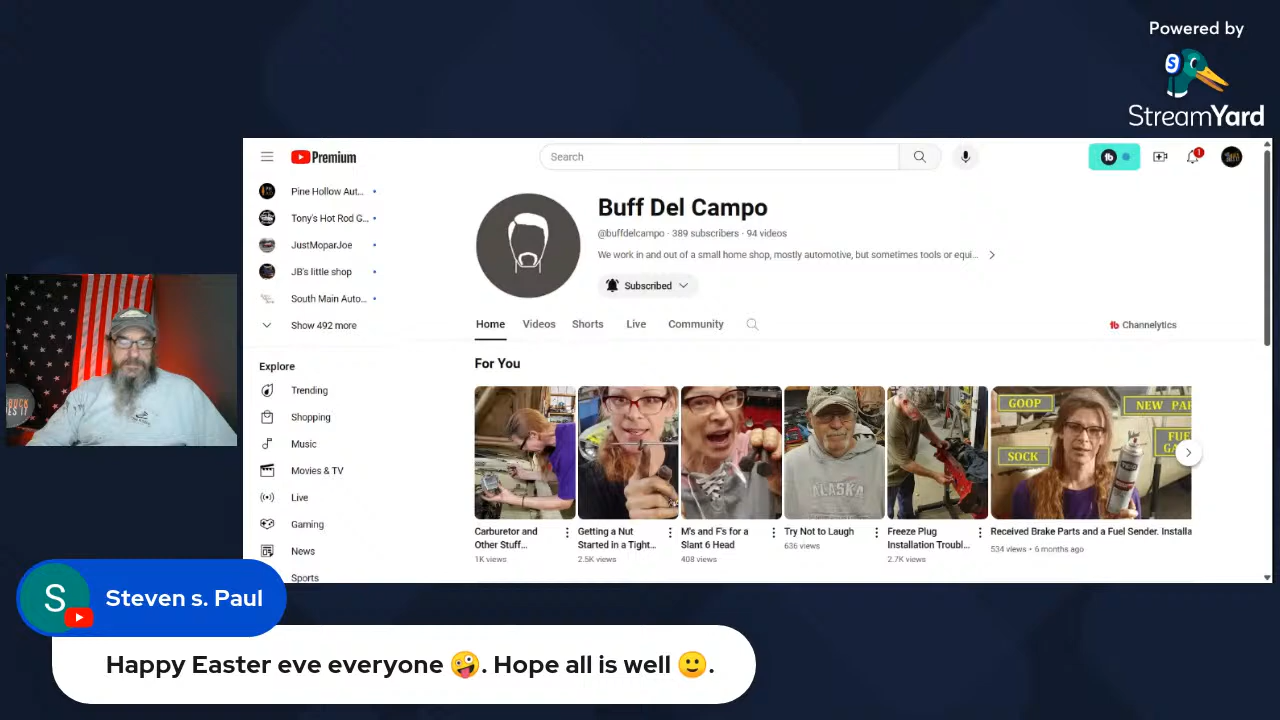 Powered by
StreamYard
Premium
Search
1
Pine Hollow Aut...
Tony's Hot Rod G...
JustMoparJoe
JB's little shop
South Main Auto...
Show 492 more
Explore
Trending
Shopping
Music
Movies & TV
Live
Gaming
News
Sports
Buff Del Campo
@buffdelcampo · 389 subscribers · 94 videos
We work in and out of a small home shop, mostly automotive, but sometimes tools or equi...
Subscribed
Home Videos Shorts Live Community
Channelytics
For You
ALASKA
GOOP
NEW PAR
SOCK
FUE
GA
Carburetor and
Other Stuff...
1K views
Getting a Nut
Started in a Tight...
2.5K views
M's and F's for a
Slant 6 Head
408 views
Try Not to Laugh
636 views
Freeze Plug
Installation Troubl...
2.7K views
Received Brake Parts and a Fuel Sender. Installa
534 views · 6 months ago
S
Steven s. Paul
Happy Easter eve everyone 🤪. Hope all is well 🙂.